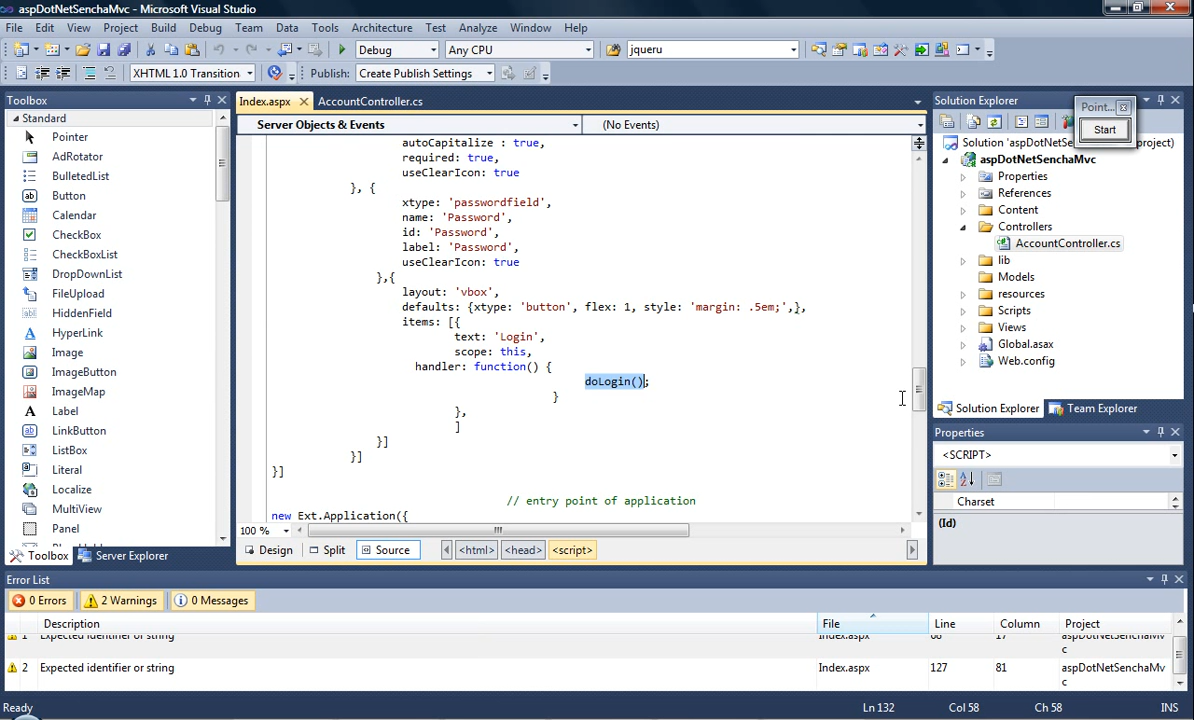 aspDotNetSenchaMvc - Microsoft Visual Studio
File Edit View Project Build Debug Team Data Tools Architecture Test Analyze Window Help
Debug Any CPU jqueru
XHTML 1.0 Transition Publish: Create Publish Settings
Toolbox
Standard
Pointer
AdRotator
BulletedList
Button
Calendar
CheckBox
CheckBoxList
DropDownList
FileUpload
HiddenField
HyperLink
Image
ImageButton
ImageMap
Label
LinkButton
ListBox
Literal
Localize
MultiView
Panel
Toolbox Server Explorer
Index.aspx AccountController.cs
Server Objects & Events (No Events)
autoCapitalize : true,
required: true,
useClearIcon: true
}, {
xtype: 'passwordfield',
name: 'Password',
id: 'Password',
label: 'Password',
useClearIcon: true
},{
layout: 'vbox',
defaults: {xtype: 'button', flex: 1, style: 'margin: .5em;',},
items: [{
text: 'Login',
scope: this,
handler: function() {
doLogin();
}
},
]
}]
}]
}]
// entry point of application
new Ext.Application({
100 %
Design Split Source <html> <head> <script>
Solution Explorer
Point...
Start
Solution 'aspDotNetSe project)
aspDotNetSenchaMvc
Properties
References
Content
Controllers
AccountController.cs
lib
Models
resources
Scripts
Views
Global.asax
Web.config
Solution Explorer Team Explorer
Properties
<SCRIPT>
Charset
(Id)
Error List
0 Errors 2 Warnings 0 Messages
Description File Line Column Project
1 Expected identifier or string Index.aspx 17 aspDotNetSenchaMv
c
2 Expected identifier or string Index.aspx 127 81 aspDotNetSenchaMv
c
Ready Ln 132 Col 58 Ch 58 INS